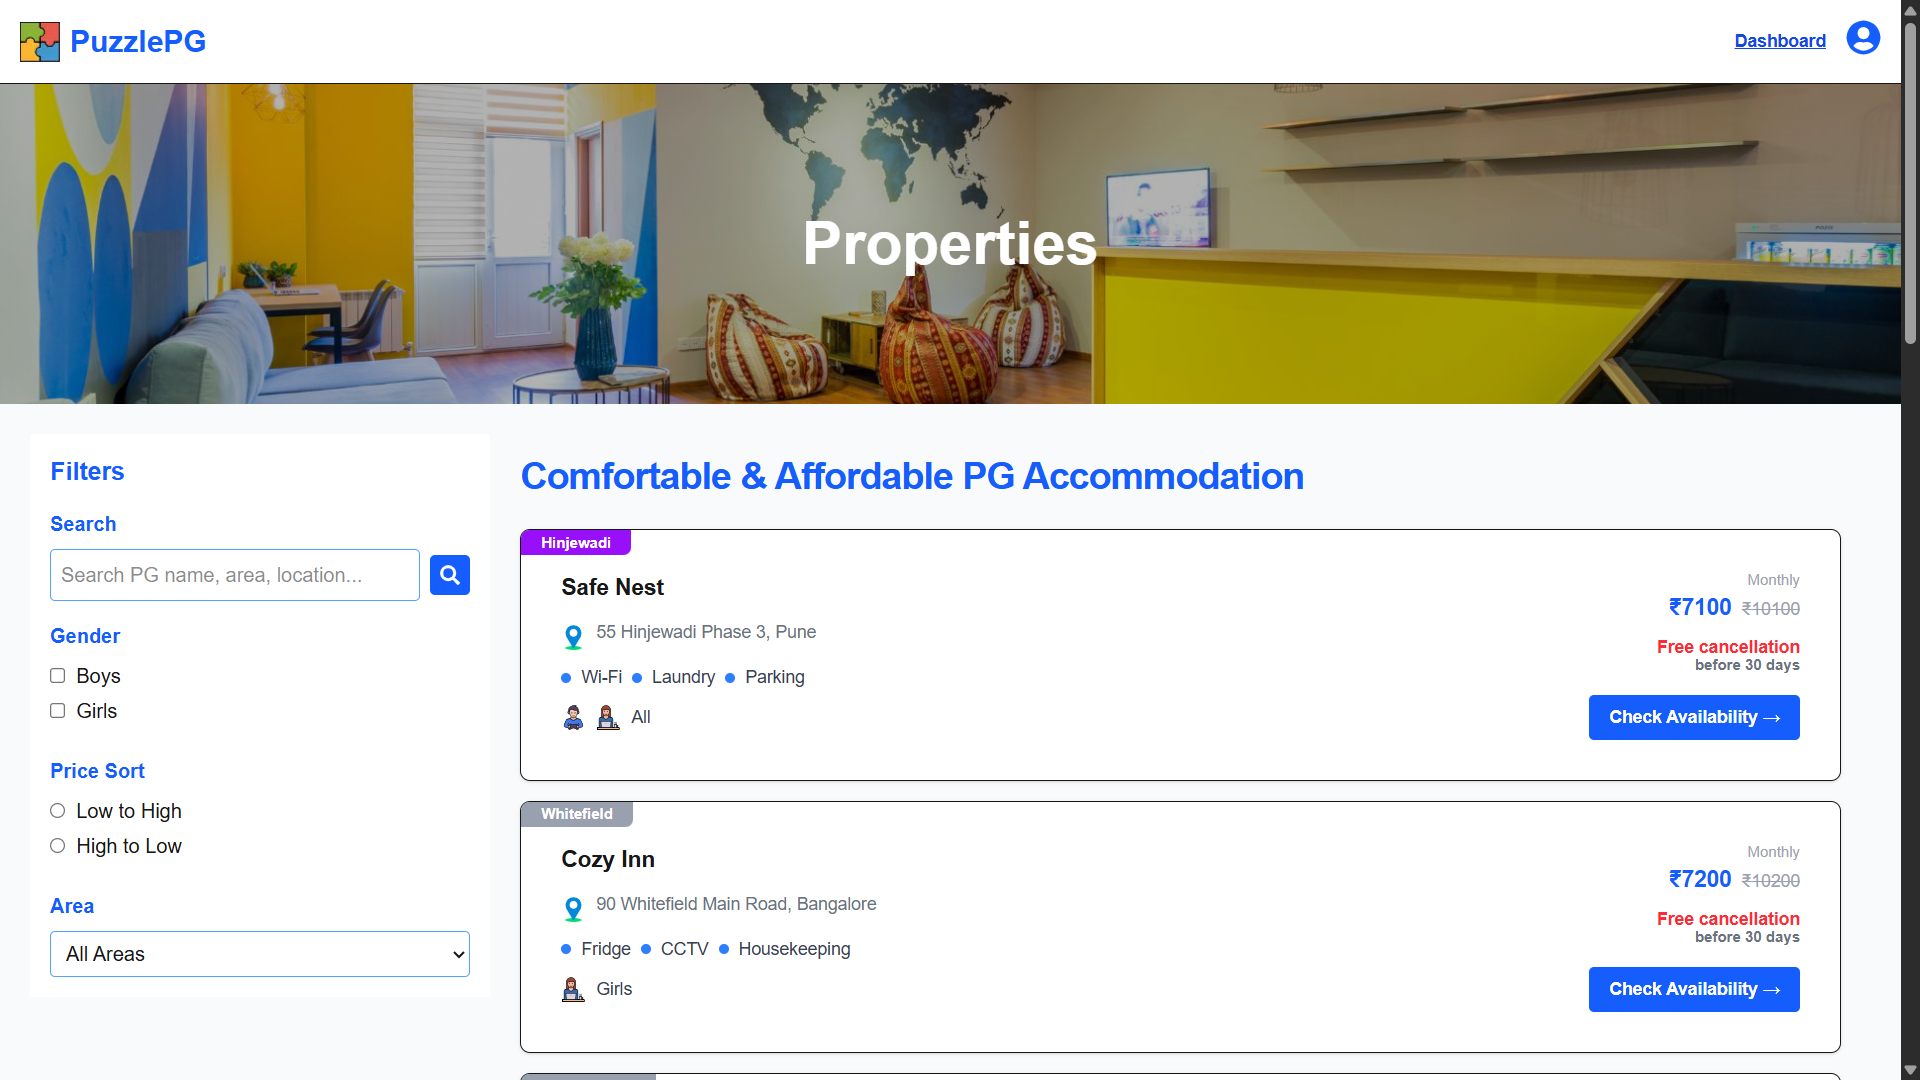 PuzzlePG
Dashboard
Properties
Filters
Search
Search PG name, area, location...
Gender
Boys
Girls
Price Sort
Low to High
High to Low
Area
All Areas
Comfortable & Affordable PG Accommodation
Hinjewadi
Safe Nest
55 Hinjewadi Phase 3, Pune
Wi-Fi Laundry Parking
All
Monthly
₹7100 ₹10100
Free cancellation
before 30 days
Check Availability →
Whitefield
Cozy Inn
90 Whitefield Main Road, Bangalore
Fridge CCTV Housekeeping
Girls
Monthly
₹7200 ₹10200
Free cancellation
before 30 days
Check Availability →